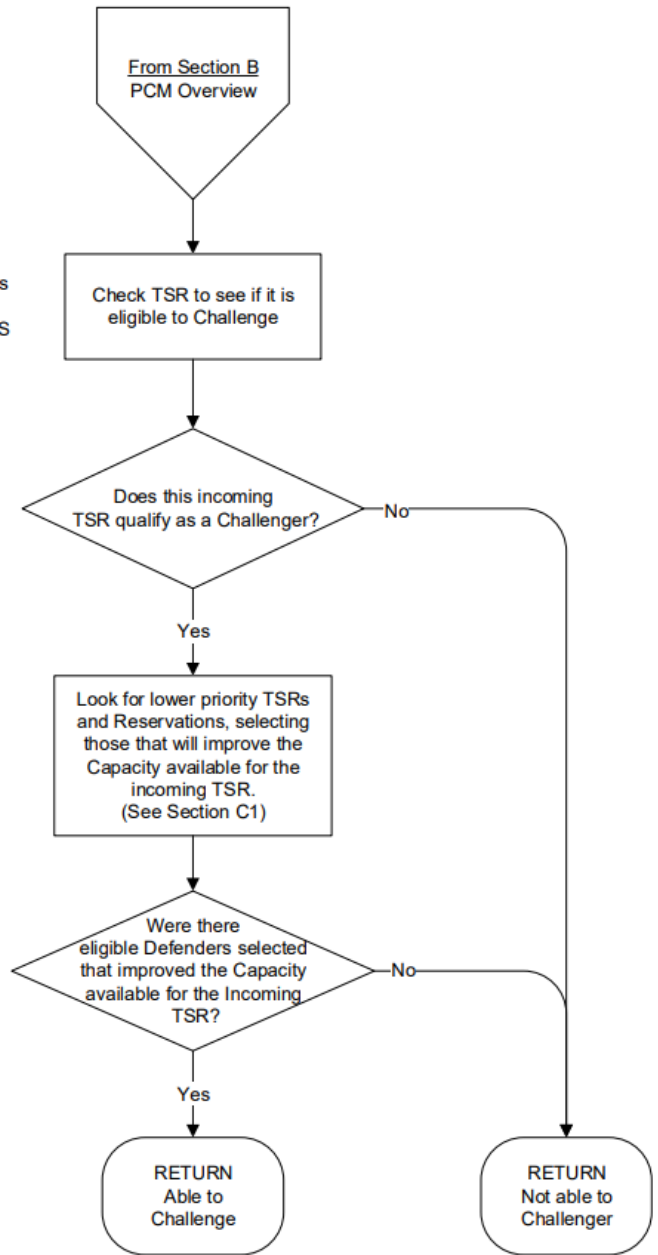 From Section B
PCM Overview
s
S
Check TSR to see if it is
eligible to Challenge
Does this incoming
TSR qualify as a Challenger?
No
Yes
Look for lower priority TSRs
and Reservations, selecting
those that will improve the
Capacity available for the
incoming TSR.
(See Section C1)
Were there
eligible Defenders selected
that improved the Capacity
available for the Incoming
TSR?
No
Yes
RETURN
Able to
Challenge
RETURN
Not able to
Challenger